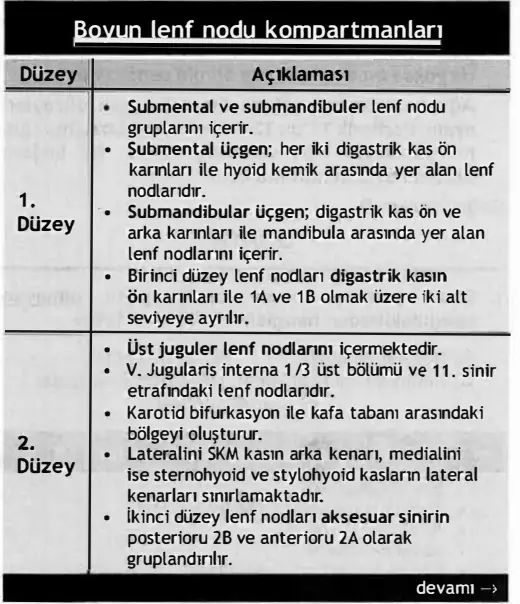 Boyun lenf nodu kompartmanları
Düzey
Açıklaması
1.
Düzey
• Submental ve submandibuler lenf nodu
gruplarını içerir.
• Submental üçgen; her iki digastrik kas ön
karınları ile hyoid kemik arasında yer alan lenf
nodlarıdır.
• Submandibular üçgen; digastrik kas ön ve
arka karınları ile mandibula arasında yer alan
lenf nodlarını içerir.
• Birinci düzey lenf nodları digastrik kasın
ön karınları ile 1A ve 1B olmak üzere iki alt
seviyeye ayrılır.
2.
Düzey
• Üst juguler lenf nodlarını içermektedir.
• V. Jugularis interna 1/3 üst bölümü ve 11. sinir
etrafındaki lenf nodlarıdır.
• Karotid bifurkasyon ile kafa tabanı arasındaki
bölgeyi oluşturur.
• Lateralini SKM kasın arka kenarı, medialini
ise sternohyoid ve stylohyoid kasların lateral
kenarları sınırlamaktadır.
• İkinci düzey lenf nodları aksesuar sinirin
posterioru 2B ve anterioru 2A olarak
gruplandırılır.
devamı →